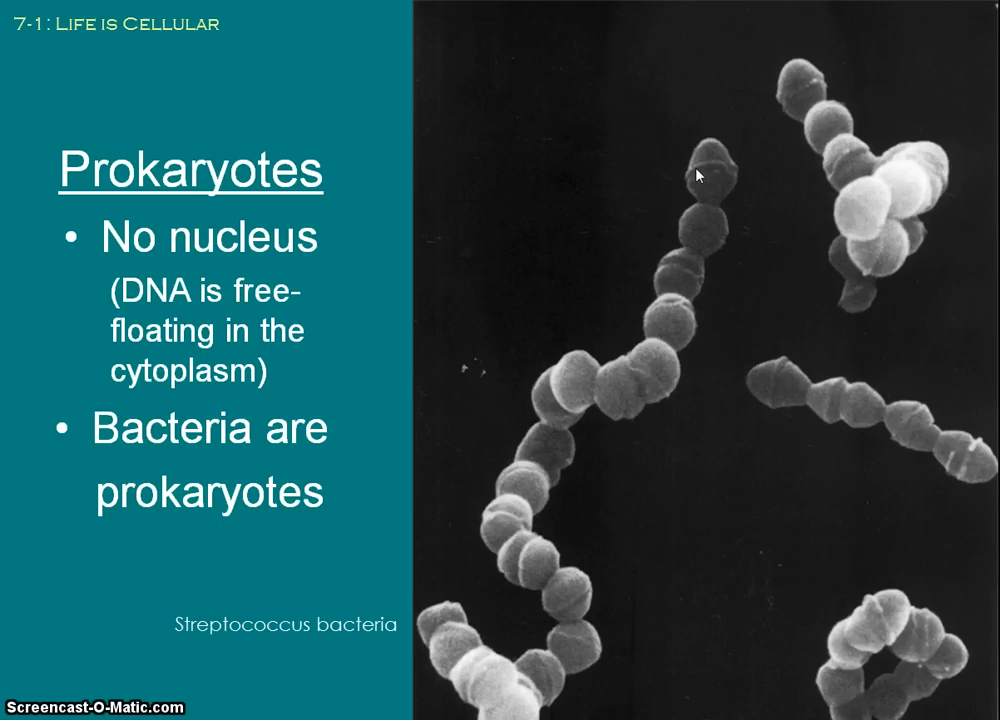 7-1: Life is Cellular
Prokaryotes
• No nucleus
(DNA is free-
floating in the
cytoplasm)
• Bacteria are
prokaryotes
Streptococcus bacteria
Screencast-O-Matic.com